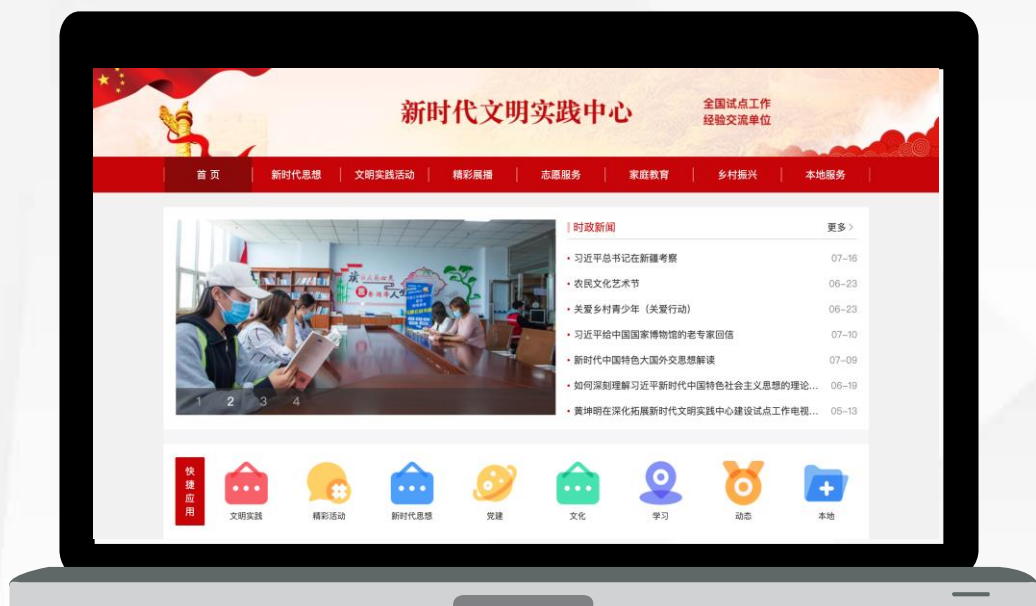 新时代文明实践中心
全国试点工作
经验交流单位
首 页
新时代思想
文明实践活动
精彩展播
志愿服务
家庭教育
乡村振兴
本地服务
时政新闻
更多 >
习近平总书记在新疆考察 07-16
农民文化艺术节 06-23
关爱乡村青少年（关爱行动） 06-23
习近平给中国国家博物馆的老专家回信 07-10
新时代中国特色大国外交思想解读 07-09
如何深刻理解习近平新时代中国特色社会主义思想的理论... 06-19
黄坤明在深化拓展新时代文明实践中心建设试点工作电视... 05-13
1 2 3 4
快捷应用
文明实践
精彩活动
新时代思想
党建
文化
学习
动态
本地